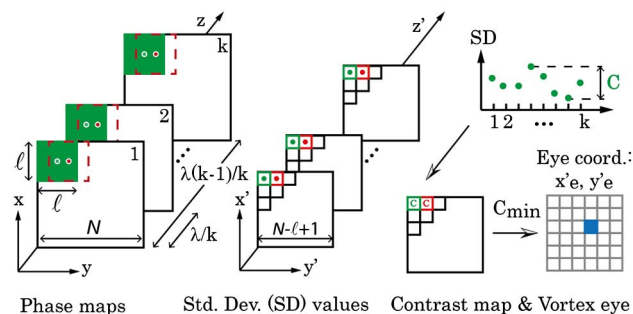 z
k
2
1
ℓ
ℓ
N
x
y
λ(k-1)/k
λ/k
Phase maps
z'
x'
N-ℓ+1
y'
Std. Dev. (SD) values
SD
C
1 2 ... k
Eye coord.:
x'e, y'e
C C
Cmin
Contrast map & Vortex eye